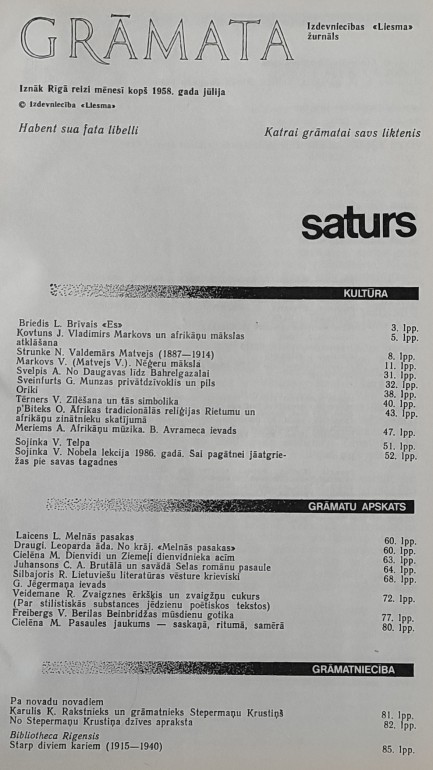 GRĀMATA
Izdevniecības «Liesma»
žurnāls
Iznāk Rīgā reizi mēnesī kopš 1958. gada jūlija
© Izdevniecība «Liesma»
Habent sua fata libelli
Katrai grāmatai savs liktenis
saturs
KULTŪRA
Briedis L. Brīvais «Es» 3. lpp.
Kovtuns J. Vladimirs Markovs un afrikāņu mākslas
atklāšana 5. lpp.
Strunke N. Valdemārs Matvejs (1887—1914) 8. lpp.
Markovs V. (Matvejs V.). Nēģeru māksla 11. lpp.
Svelpis A. No Daugavas līdz Bahrelgazalai 31. lpp.
Sveinfurts G. Munzas privātdzīvoklis un pils 32. lpp.
Oriki 38. lpp.
Tērners V. Zīlēšana un tās simbolika 40. lpp.
p'Biteks O. Āfrikas tradicionālās reliģijas Rietumu un
afrikāņu zinātnieku skatījumā 43. lpp.
Meriems A. Afrikāņu mūzika. B. Avrameca ievads 47. lpp.
Sojinka V. Telpa 51. lpp.
Sojinka V. Nobela lekcija 1986. gadā. Šai pagātnei jāatgrie-
žas pie savas tagadnes 52. lpp.
GRĀMATU APSKATS
Laicens L. Melnās pasakas 60. lpp.
Draugi. Leoparda āda. No krāj. «Melnās pasakas» 60. lpp.
Cielēna M. Dienvidi un Ziemeļi dienvidnieka acīm 63. lpp.
Juhansons C. A. Brutālā un savādā Selas romānu pasaule 64. lpp.
Silbajoris R. Lietuviešu literatūras vēsture krieviski 68. lpp.
G. Jēgermaņa ievads
Veidemane R. Zvaigznes ērkšķis un zvaigžņu cukurs 72. lpp.
(Par stilistiskās substances jēdzienu poētiskos tekstos)
Freibergs V. Berilas Beinbridžas mūsdienu gotika 77. lpp.
Cielēna M. Pasaules jaukums — saskaņā, ritumā, samērā 80. lpp.
GRĀMATNIECĪBA
Pa novadu novadiem
Karulis K. Rakstnieks un grāmatnieks Stepermaņu Krustiņš 81. lpp.
No Stepermaņu Krustiņa dzīves apraksta 82. lpp.
Bibliotheca Rigensis
Starp diviem kariem (1915—1940) 85. lpp.